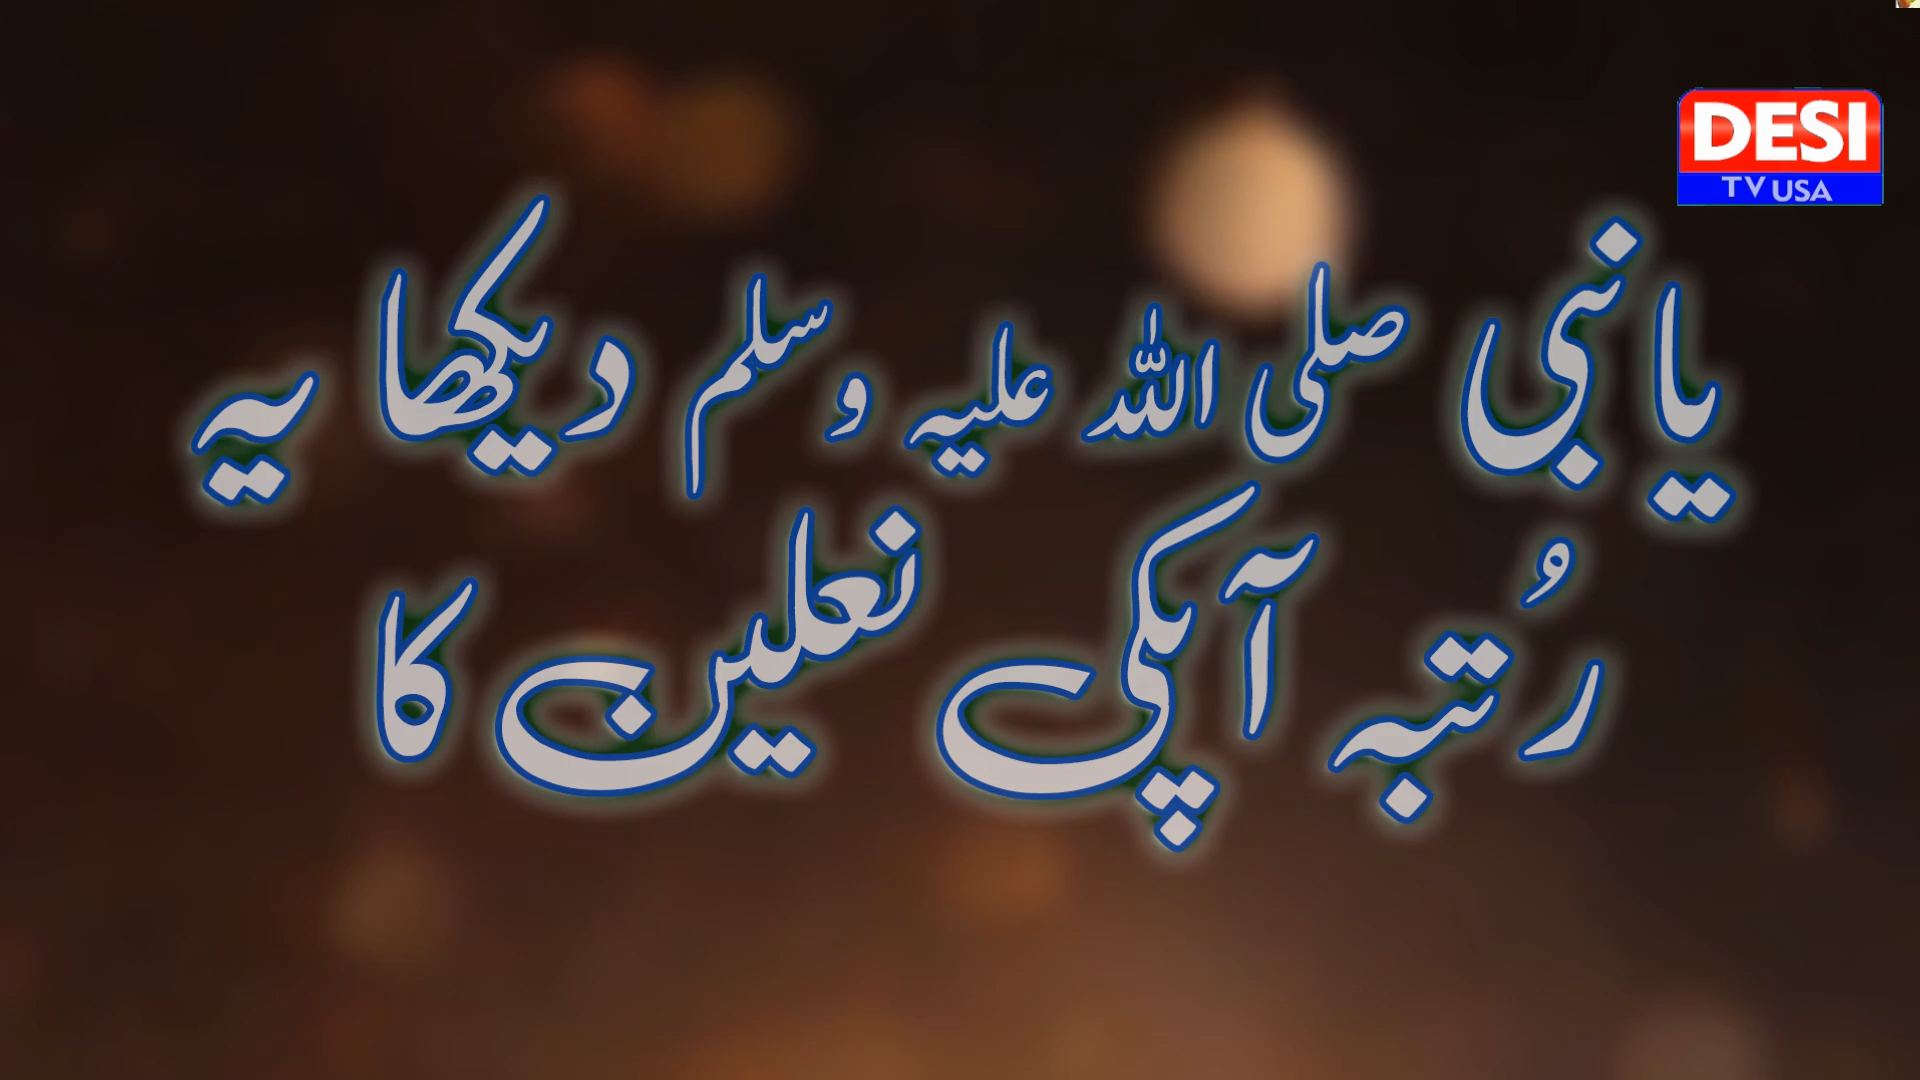 DESI
TV USA
یا نبی صلی اللہ علیہ وسلم دیکھا یہ
رُتبہ آپکی نعلین کا